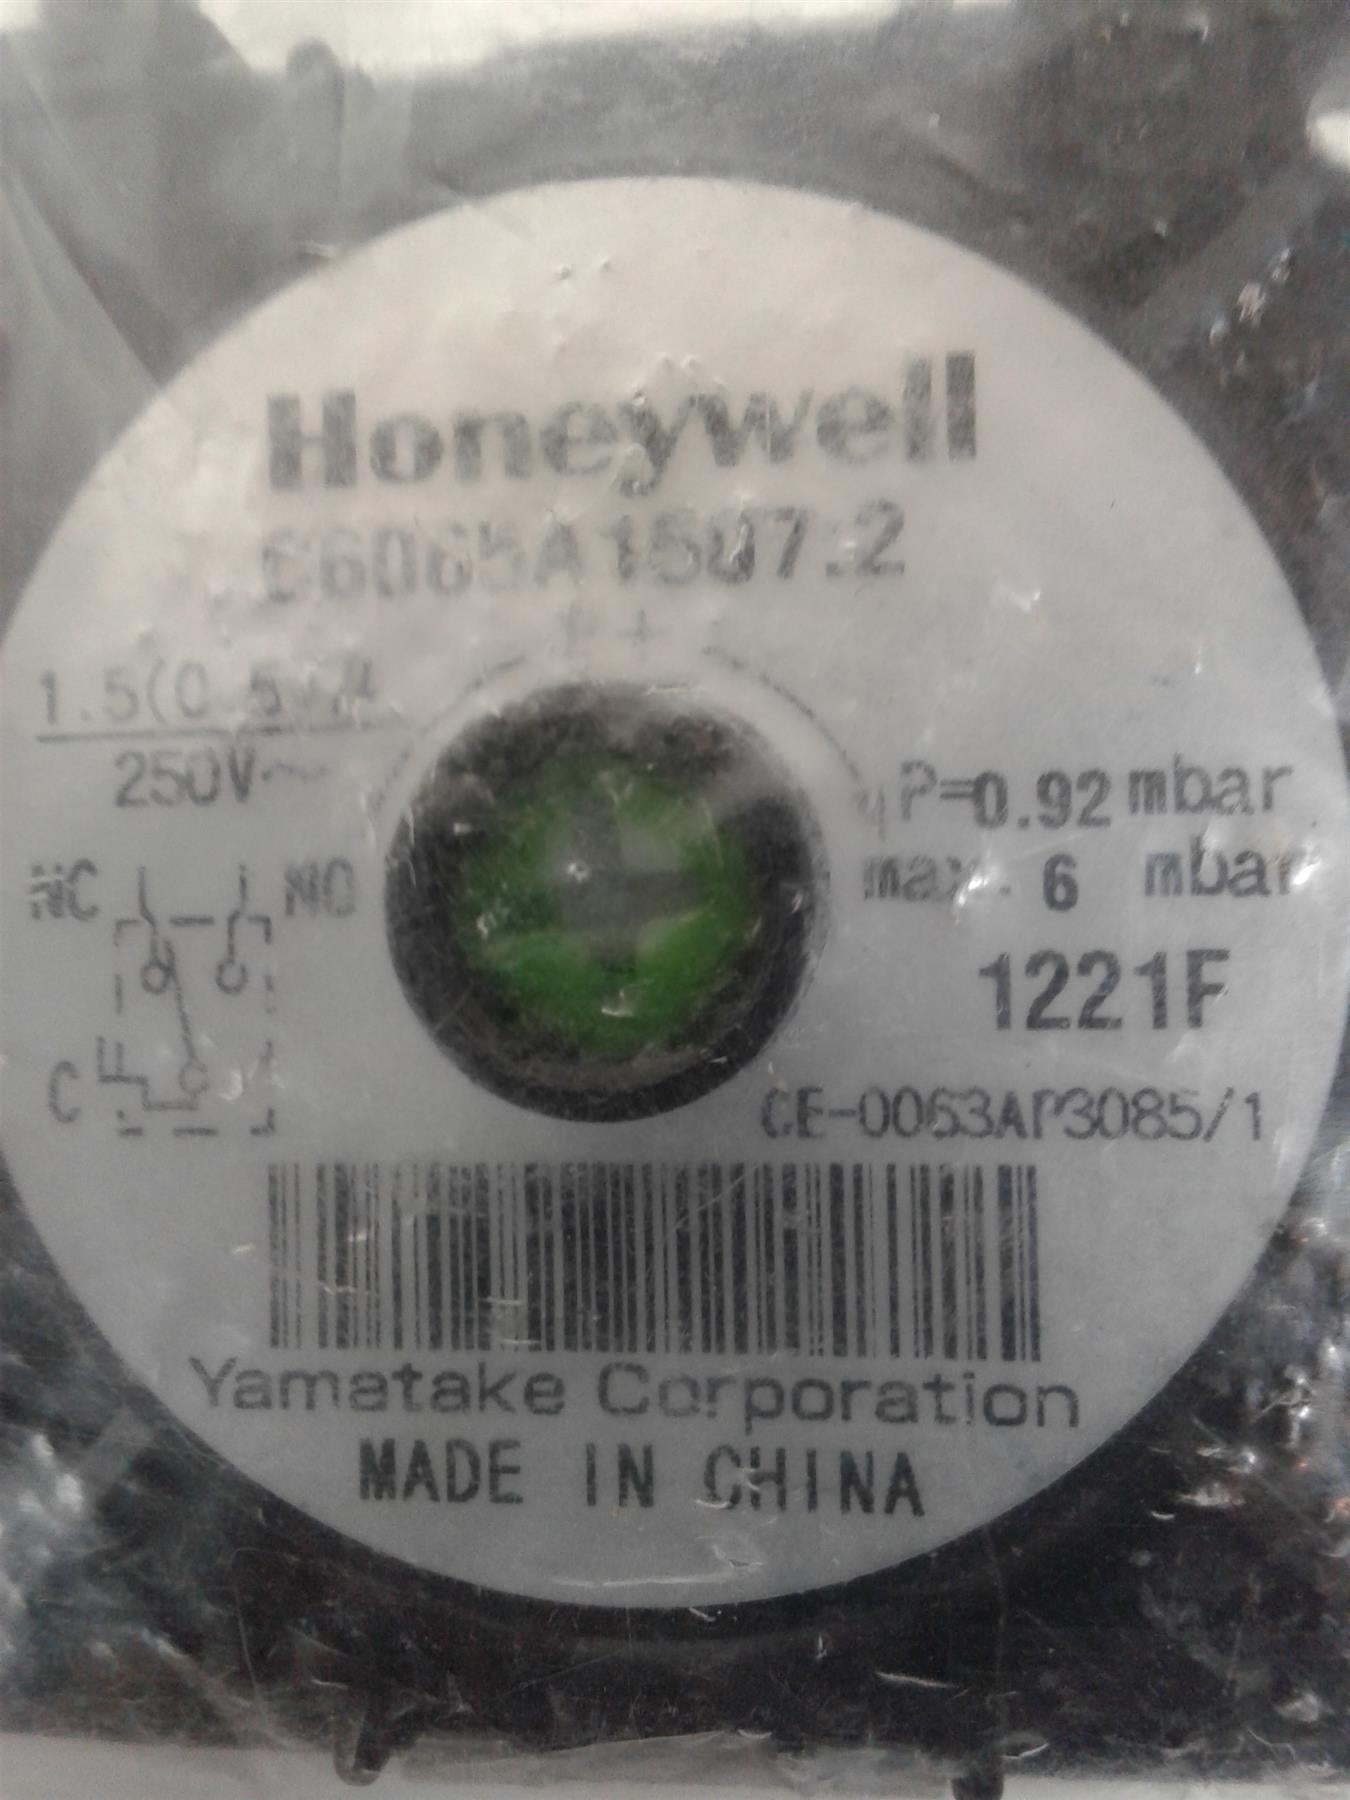 Honeywell
C6065A1507:2
P+
1.5(0.5)A
250V~
P=0.92 mbar
max. 6 mbar
NC NO
1221F
C
CE-0063AP3085/1
Yamatake Corporation
MADE IN CHINA